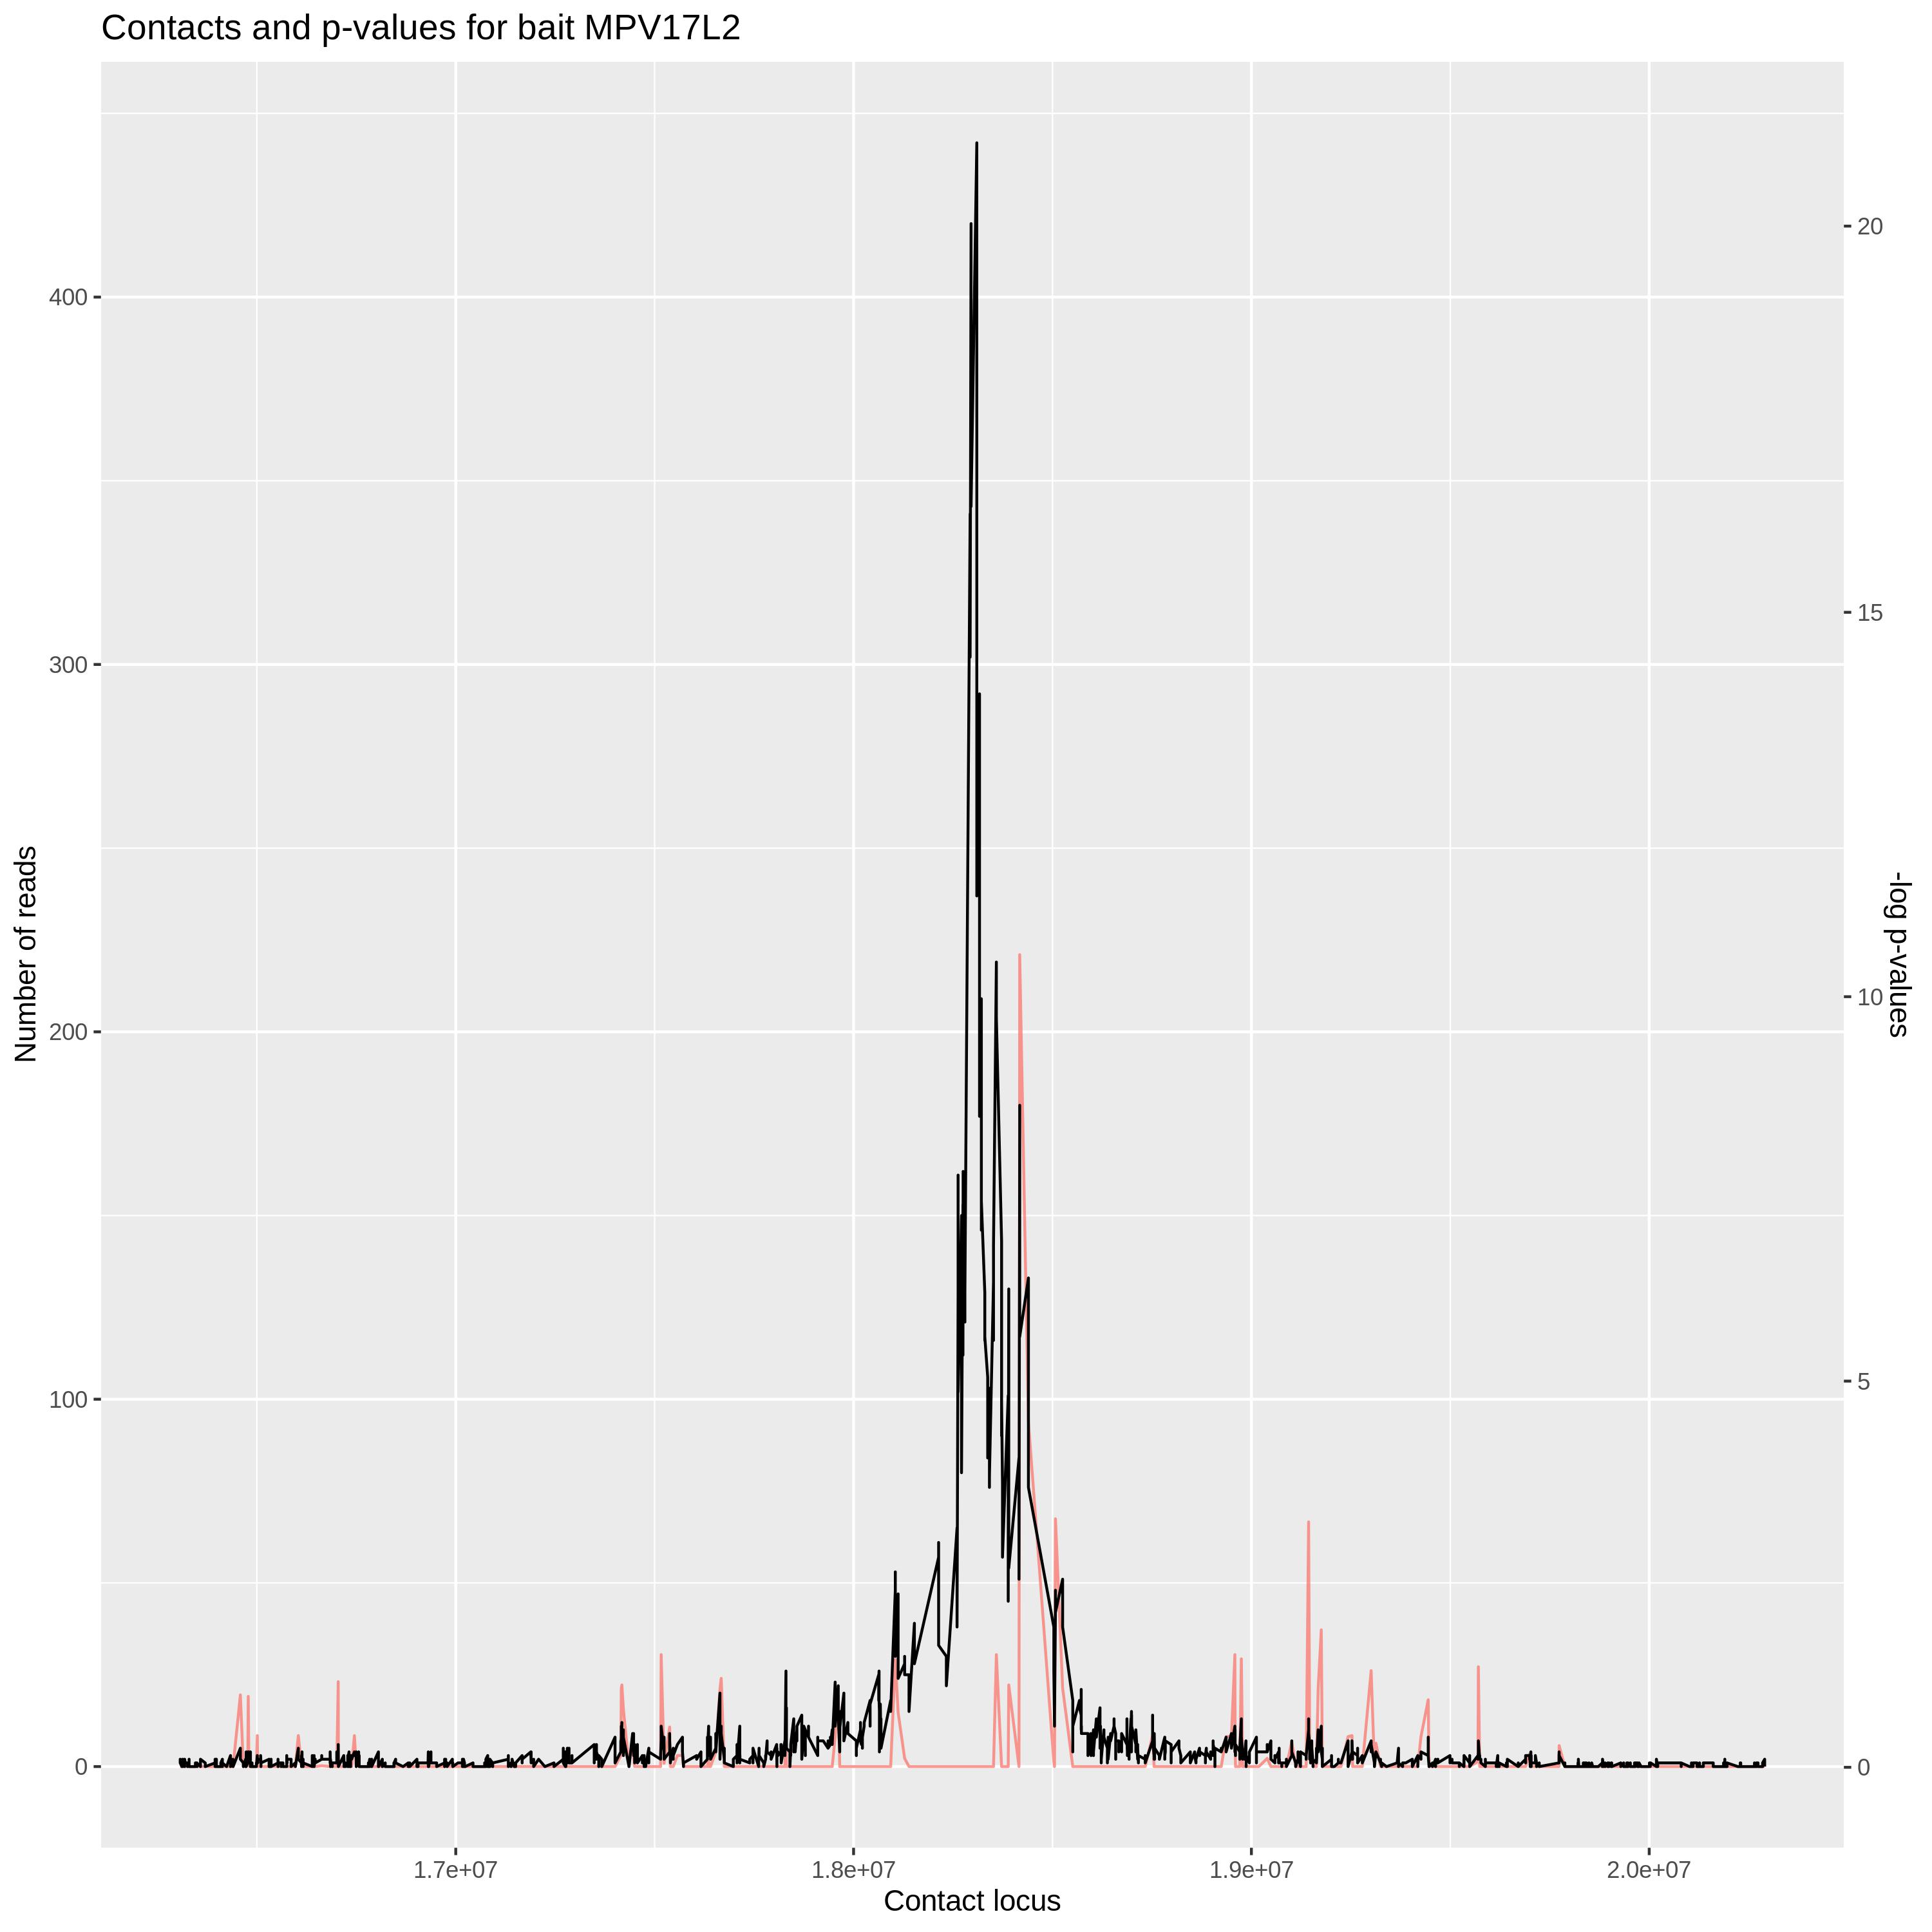 Contacts and p-values for bait MPV17L2
400
300
200
100
0
Number of reads
20
15
10
5
0
-log p-values
1.7e+07
1.8e+07
1.9e+07
2.0e+07
Contact locus